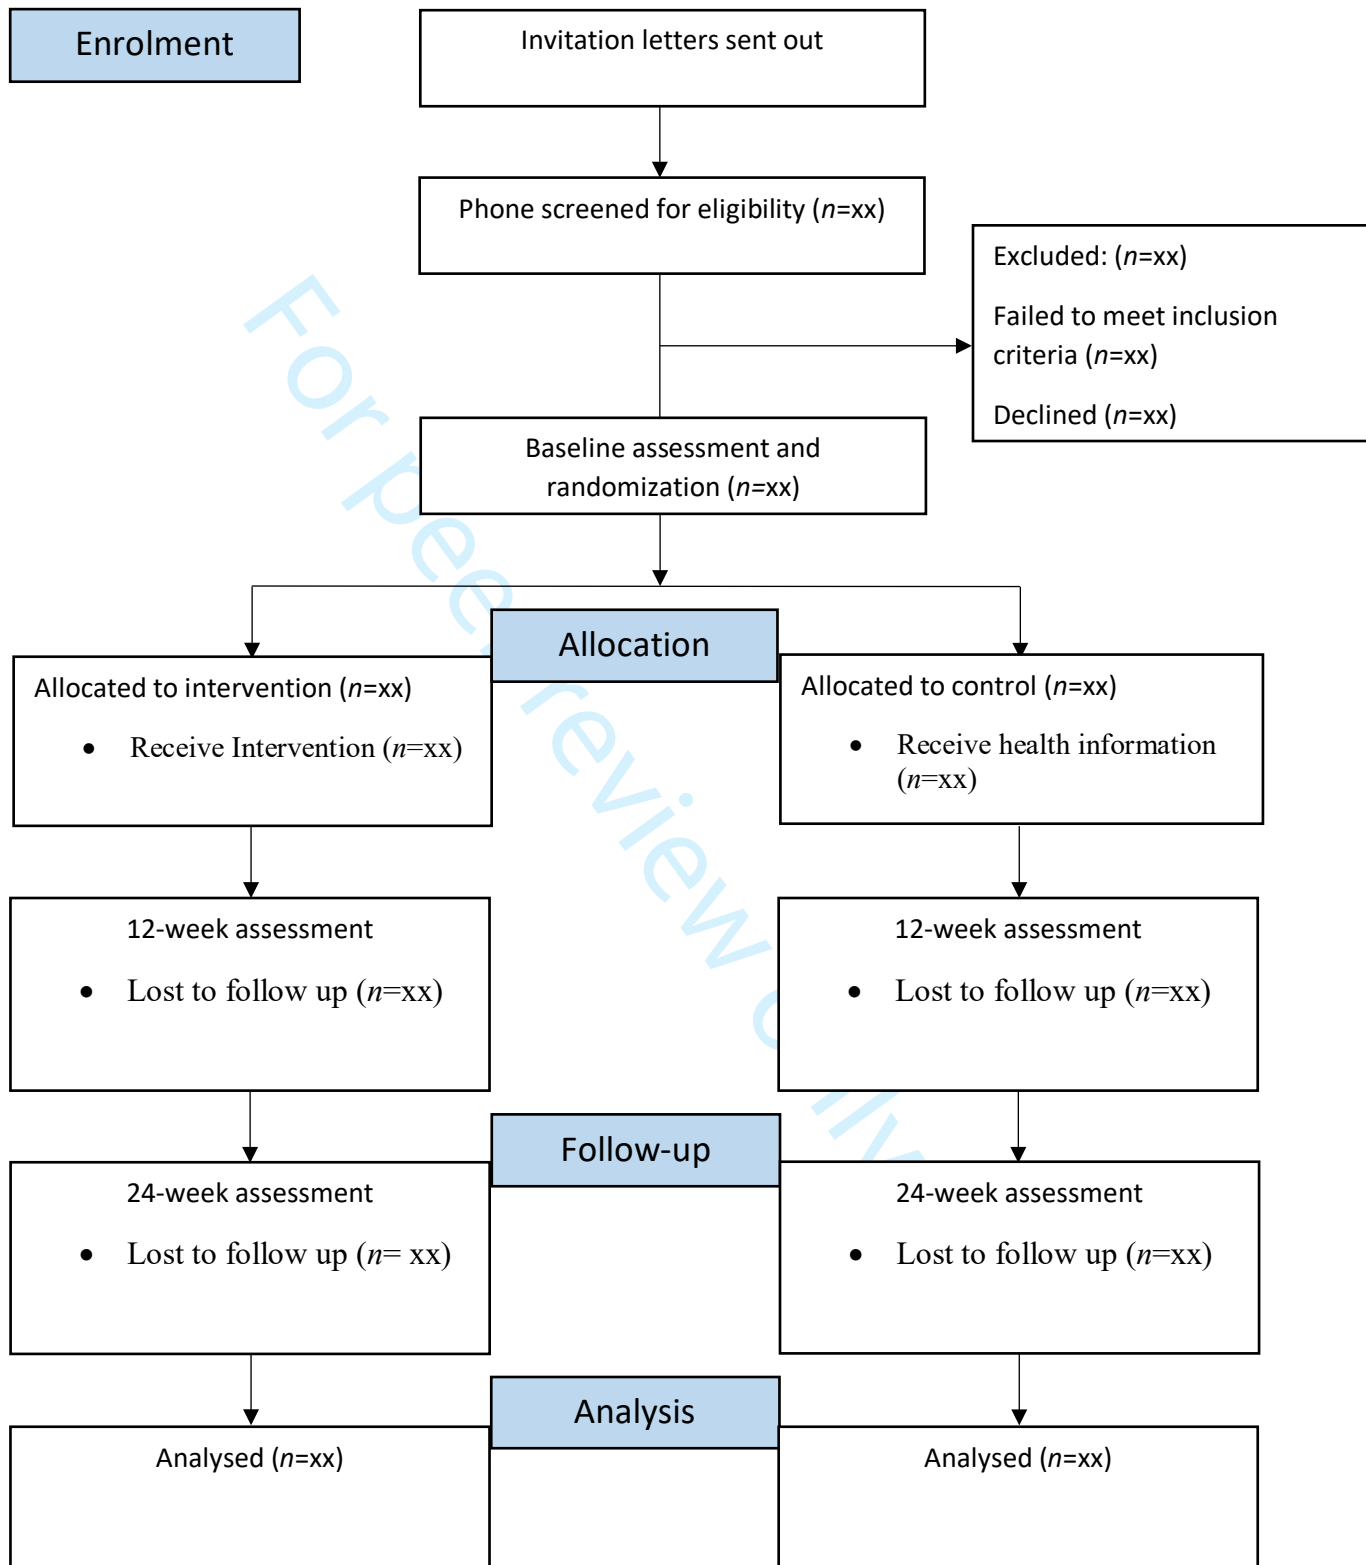 Enrolment
Invitation letters sent out
Phone screened for eligibility (n=xx)
Excluded: (n=xx)
Failed to meet inclusion
criteria (n=xx)
Declined (n=xx)
Baseline assessment and
randomization (n=xx)
Allocation
Allocated to intervention (n=xx)
• Receive Intervention (n=xx)
Allocated to control (n=xx)
• Receive health information
(n=xx)
12-week assessment
• Lost to follow up (n=xx)
12-week assessment
• Lost to follow up (n=xx)
Follow-up
24-week assessment
• Lost to follow up (n= xx)
24-week assessment
• Lost to follow up (n=xx)
Analysis
Analysed (n=xx)
Analysed (n=xx)
For peer review